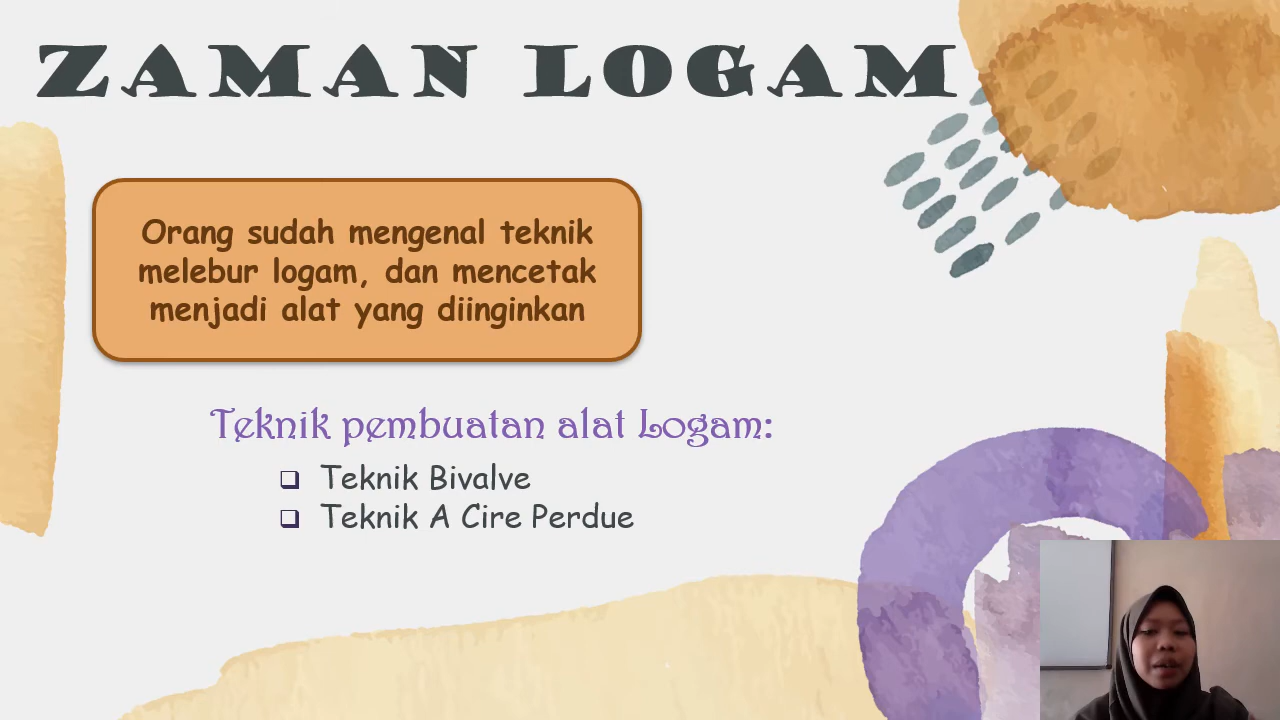 ZAMAN LOGAM
Orang sudah mengenal teknik
melebur logam, dan mencetak
menjadi alat yang diinginkan
Teknik pembuatan alat Logam:
Teknik Bivalve
Teknik A Cire Perdue